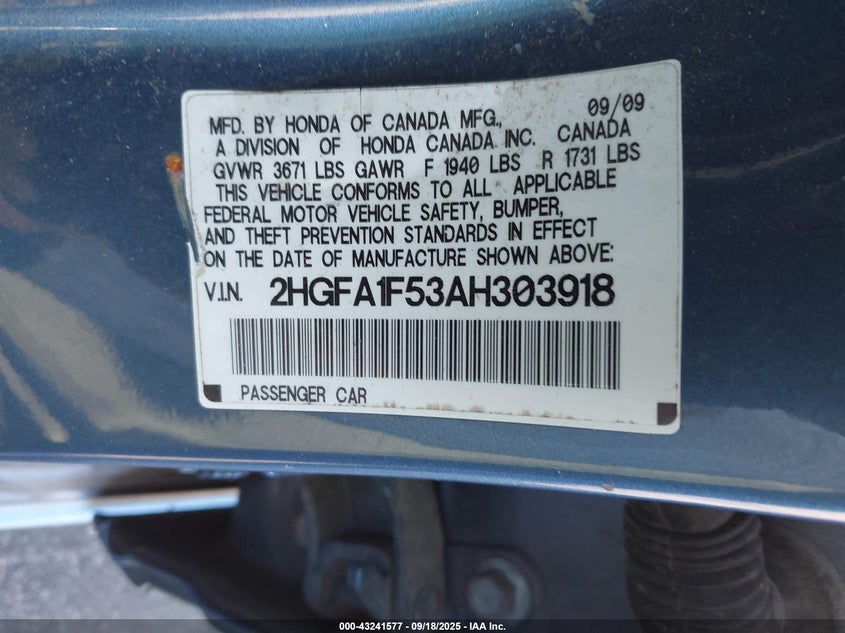 09/09
MFD. BY HONDA OF CANADA MFG.,
A DIVISION OF HONDA CANADA INC. CANADA
GVWR 3671 LBS GAWR F 1940 LBS R 1731 LBS
THIS VEHICLE CONFORMS TO ALL APPLICABLE
FEDERAL MOTOR VEHICLE SAFETY, BUMPER,
AND THEFT PREVENTION STANDARDS IN EFFECT
ON THE DATE OF MANUFACTURE SHOWN ABOVE:
V.I.N. 2HGFA1F53AH303918
PASSENGER CAR
000-43241577 - 09/18/2025 - IAA Inc.